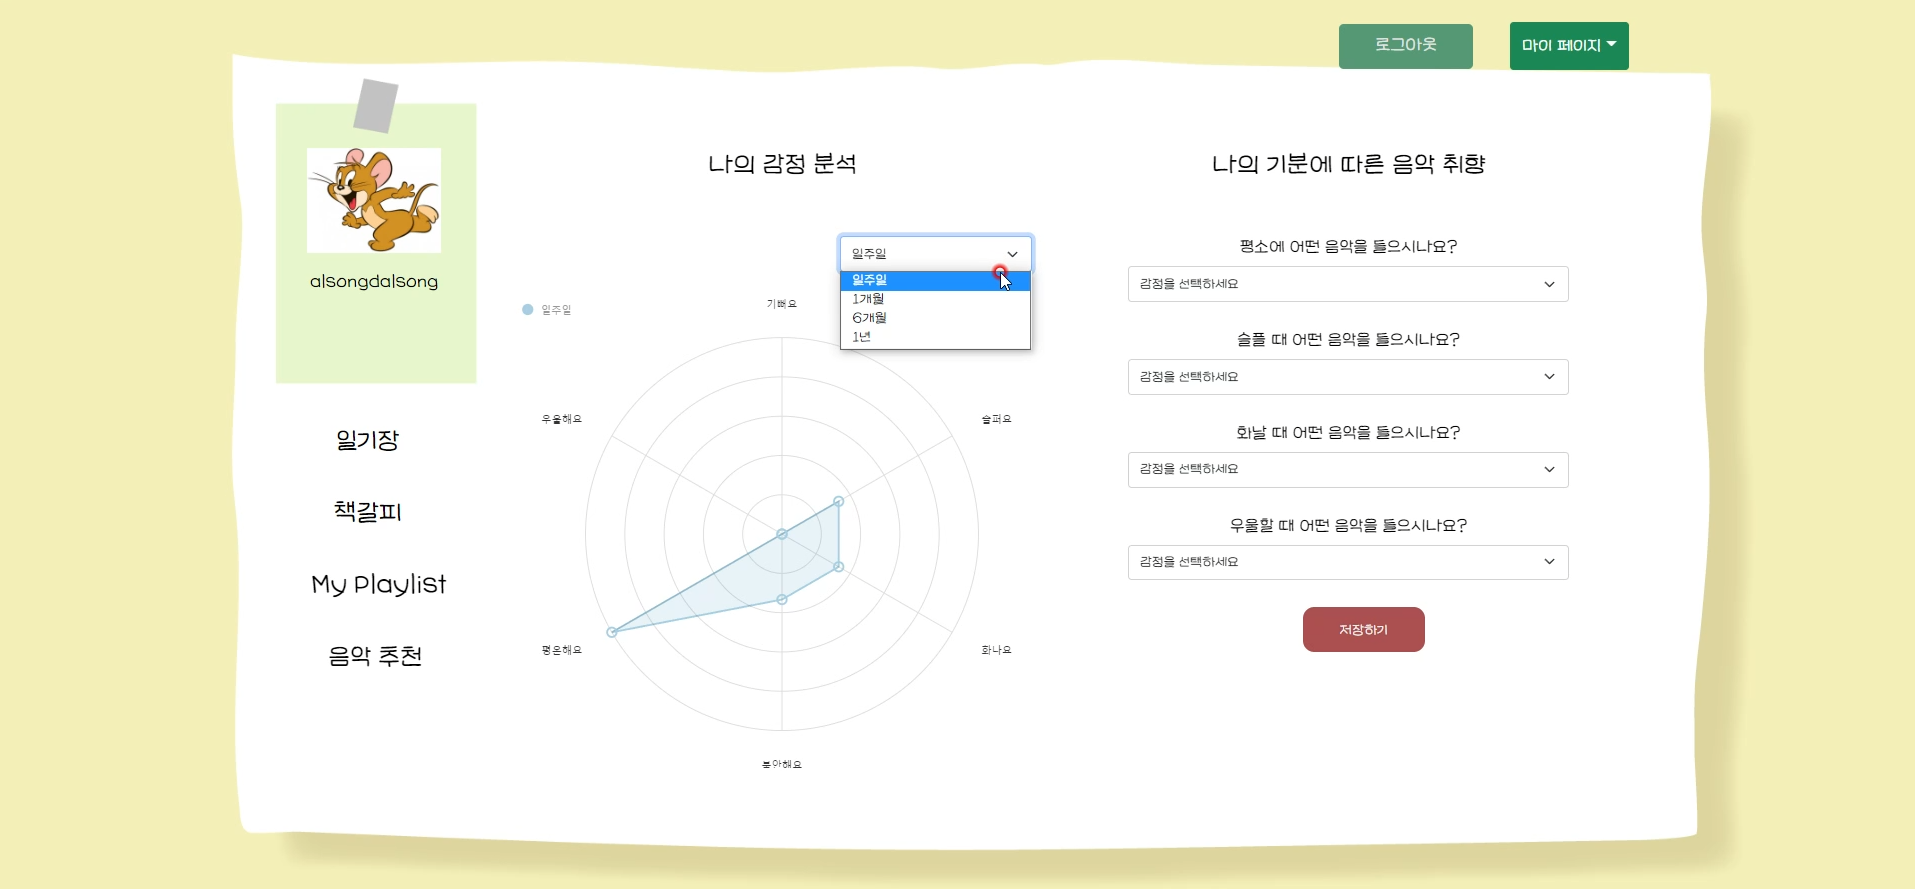 로그아웃
마이 페이지
alsongdalsong
일기장
책갈피
My Playlist
음악 추천
나의 감정 분석
일주일
일주일
1개월
6개월
1년
일주일
기뻐요
슬퍼요
화나요
불안해요
평온해요
우울해요
나의 기분에 따른 음악 취향
평소에 어떤 음악을 들으시나요?
감정을 선택하세요
슬플 때 어떤 음악을 들으시나요?
감정을 선택하세요
화날 때 어떤 음악을 들으시나요?
감정을 선택하세요
우울할 때 어떤 음악을 들으시나요?
감정을 선택하세요
저장하기